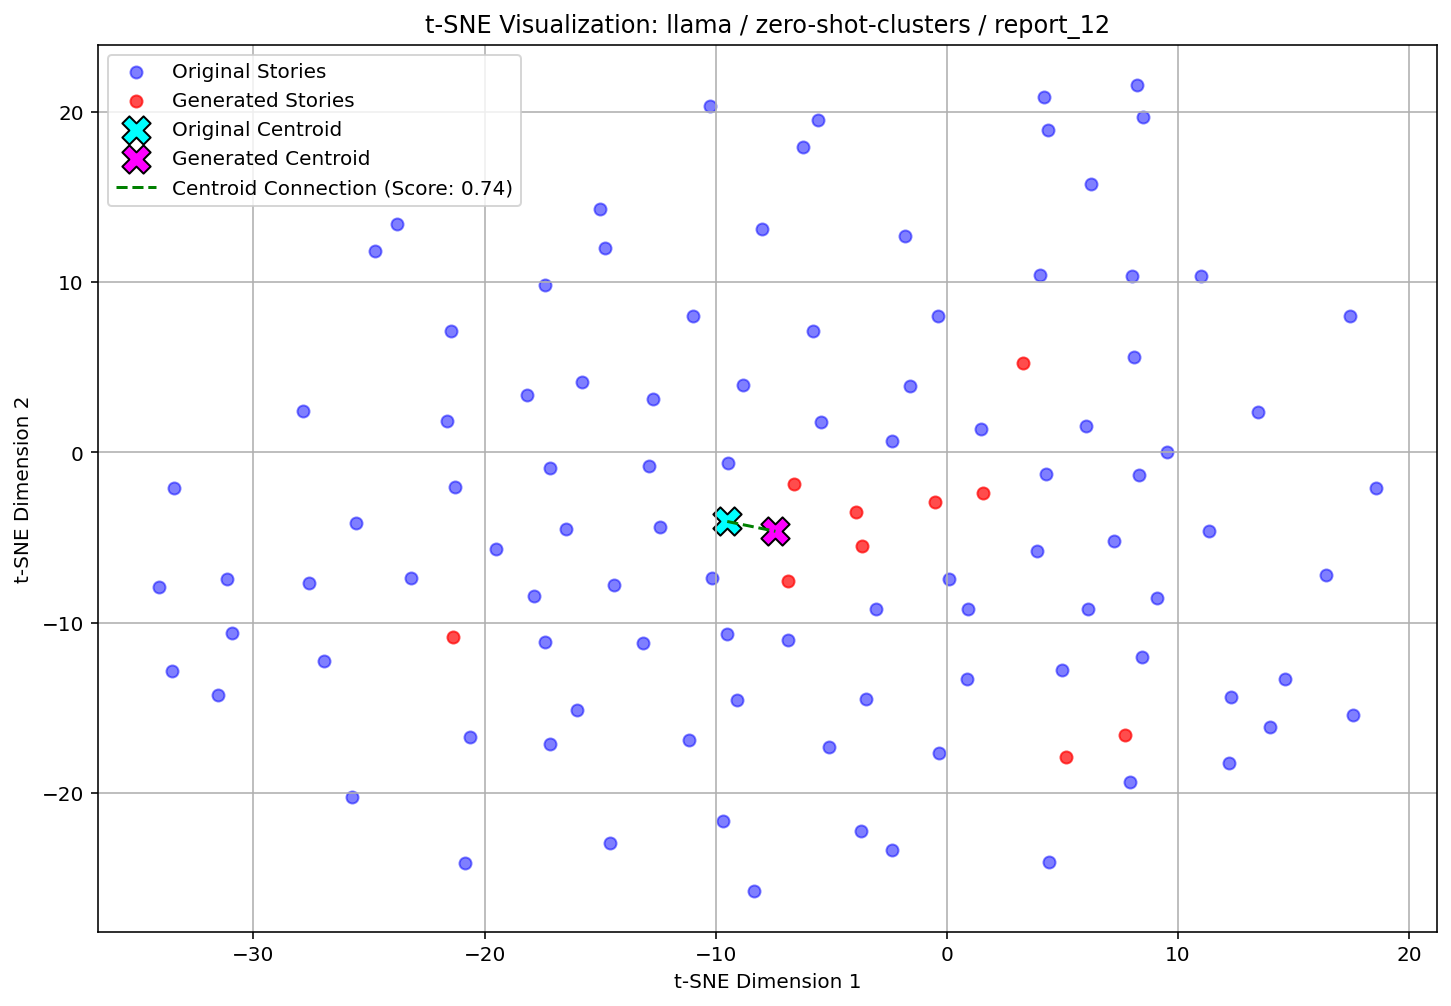 t-SNE Visualization: llama / zero-shot-clusters / report_12
Original Stories
Generated Stories
Original Centroid
Generated Centroid
Centroid Connection (Score: 0.74)
20
10
0
−10
−20
t-SNE Dimension 2
−30
−20
−10
0
10
20
t-SNE Dimension 1